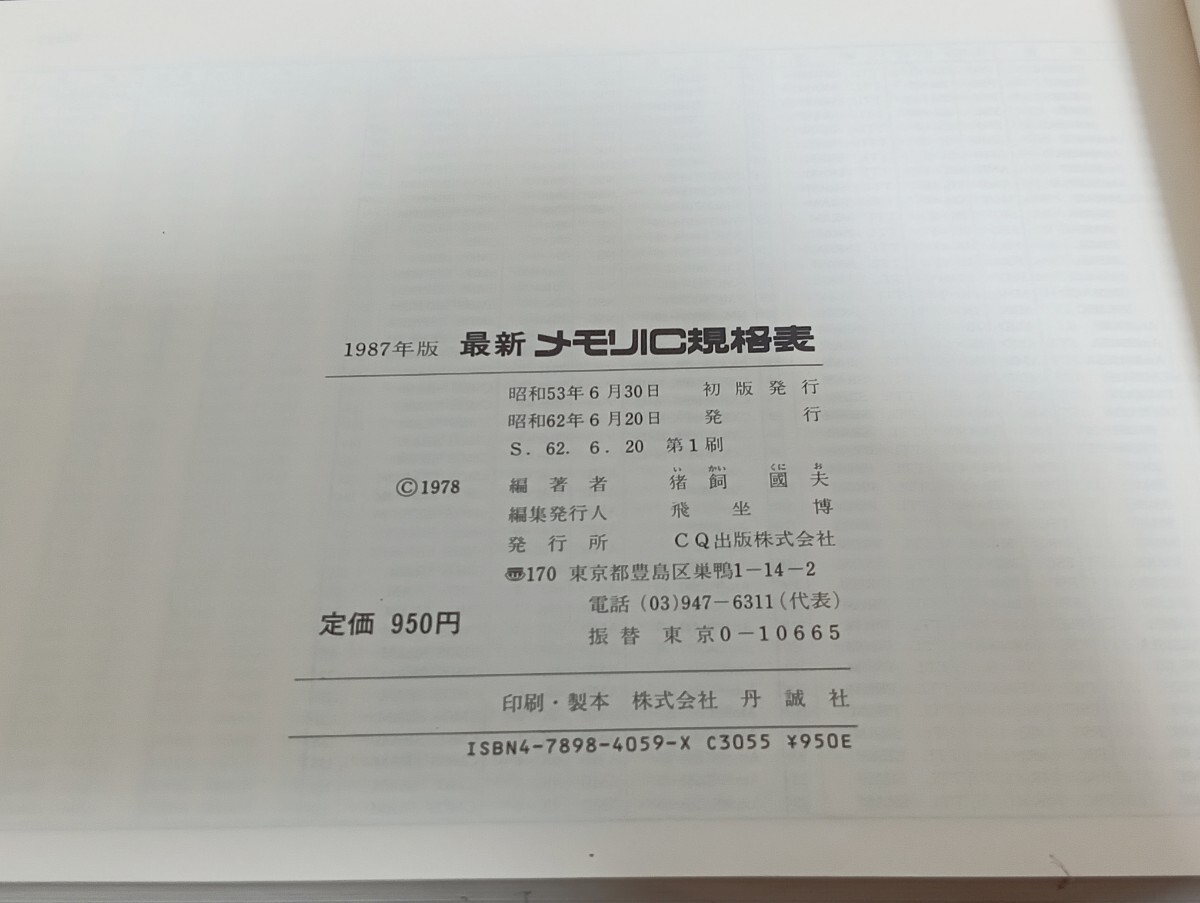 1987年版 最新 メモリIC規格表
昭和53年6月30日 初版発行
昭和62年6月20日 発行
S. 62. 6. 20 第1刷
©1978 編著者 猪飼國夫
いかい くにお
編集発行人 飛坐博
発行所 CQ出版株式会社
〠170 東京都豊島区巣鴨1-14-2
電話 (03)947-6311(代表)
定価 950円
振替 東京0-10665
印刷・製本 株式会社 丹誠社
ISBN4-7898-4059-X C3055 ¥950E